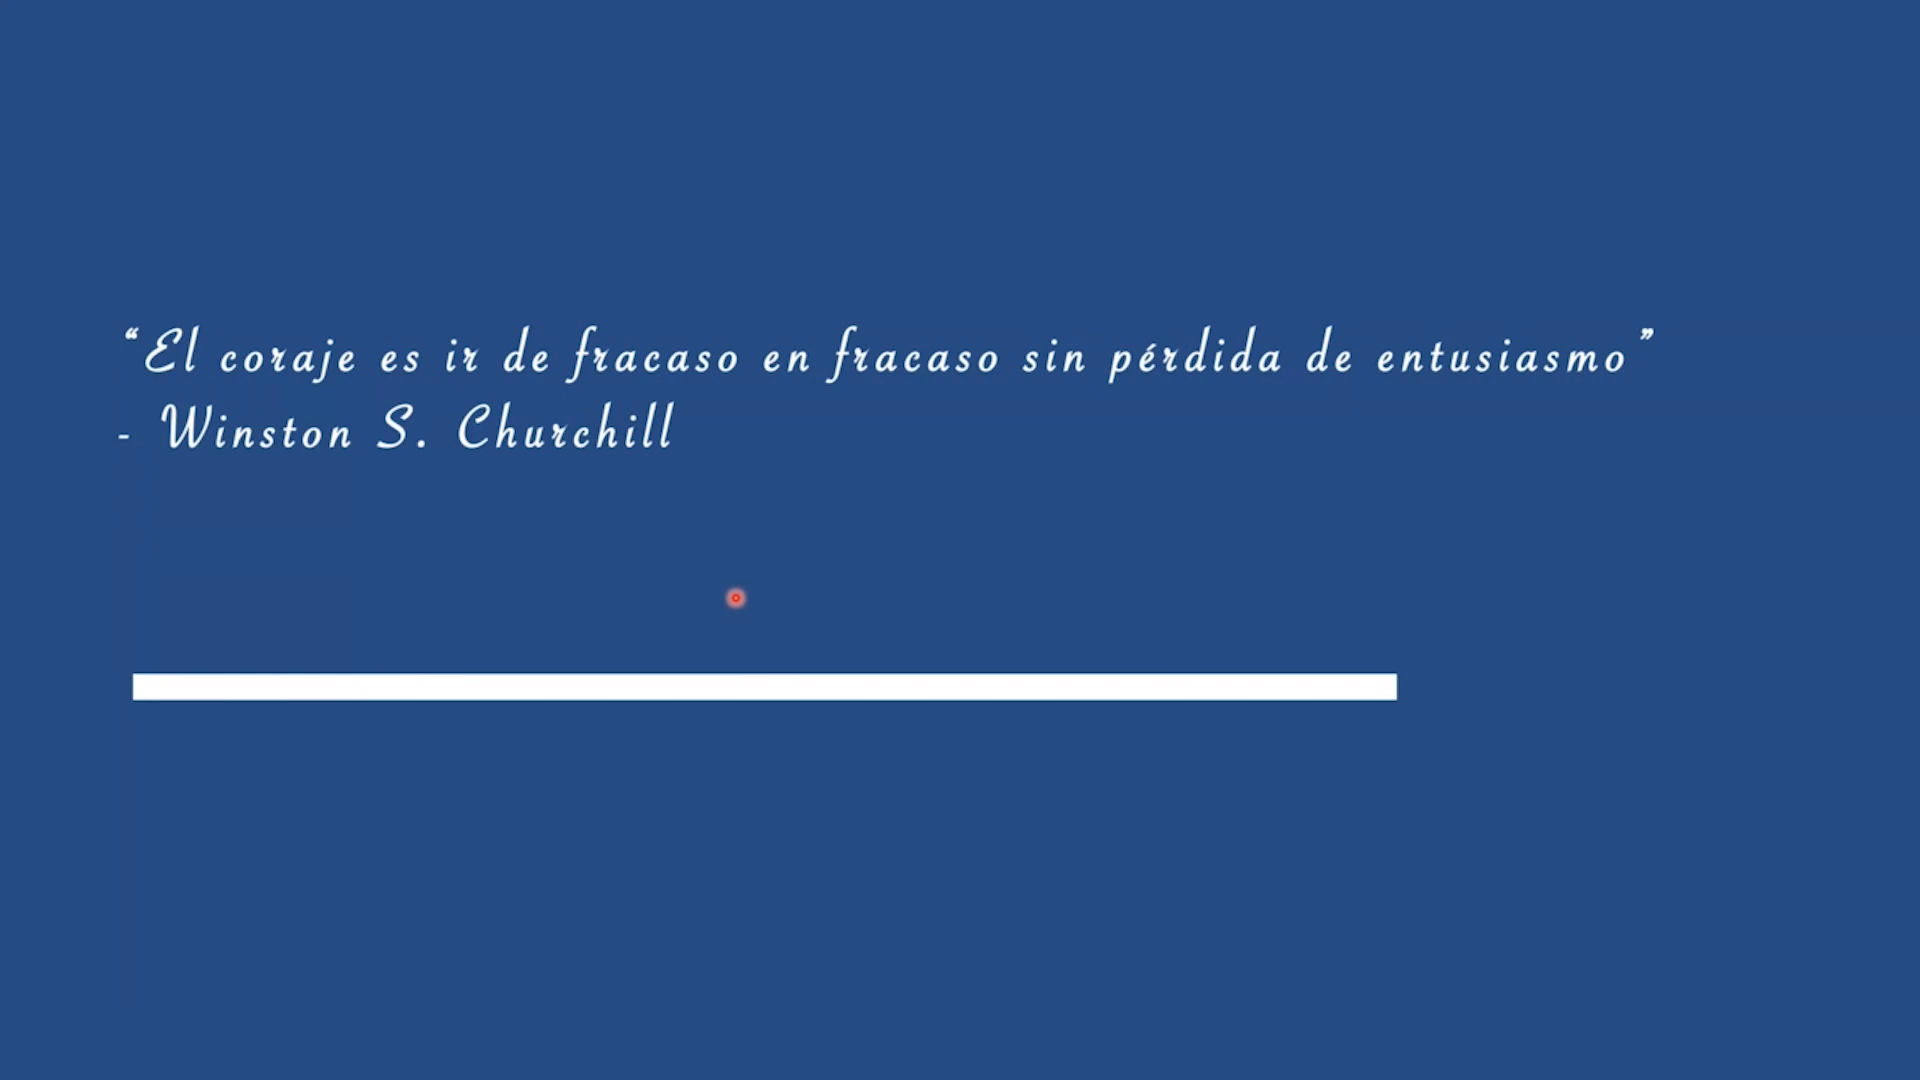 “El coraje es ir de fracaso en fracaso sin pérdida de entusiasmo”
- Winston S. Churchill